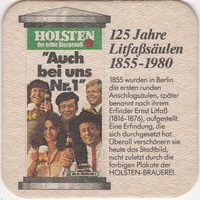 HOLSTEN
der echte Biergenuß
"Auch
bei uns
Nr.1"
125 Jahre
Litfaßsäulen
1855-1980
1855 wurden in Berlin
die ersten runden
Anschlagsäulen, später
benannt nach ihrem
Erfinder Ernst Litfaß
(1816-1876), aufgestellt.
Eine Erfindung, die
sich durchgesetzt hat.
Überall verschönern sie
heute das Stadtbild,
nicht zuletzt durch die
farbigen Plakate der
HOLSTEN-BRAUEREI.